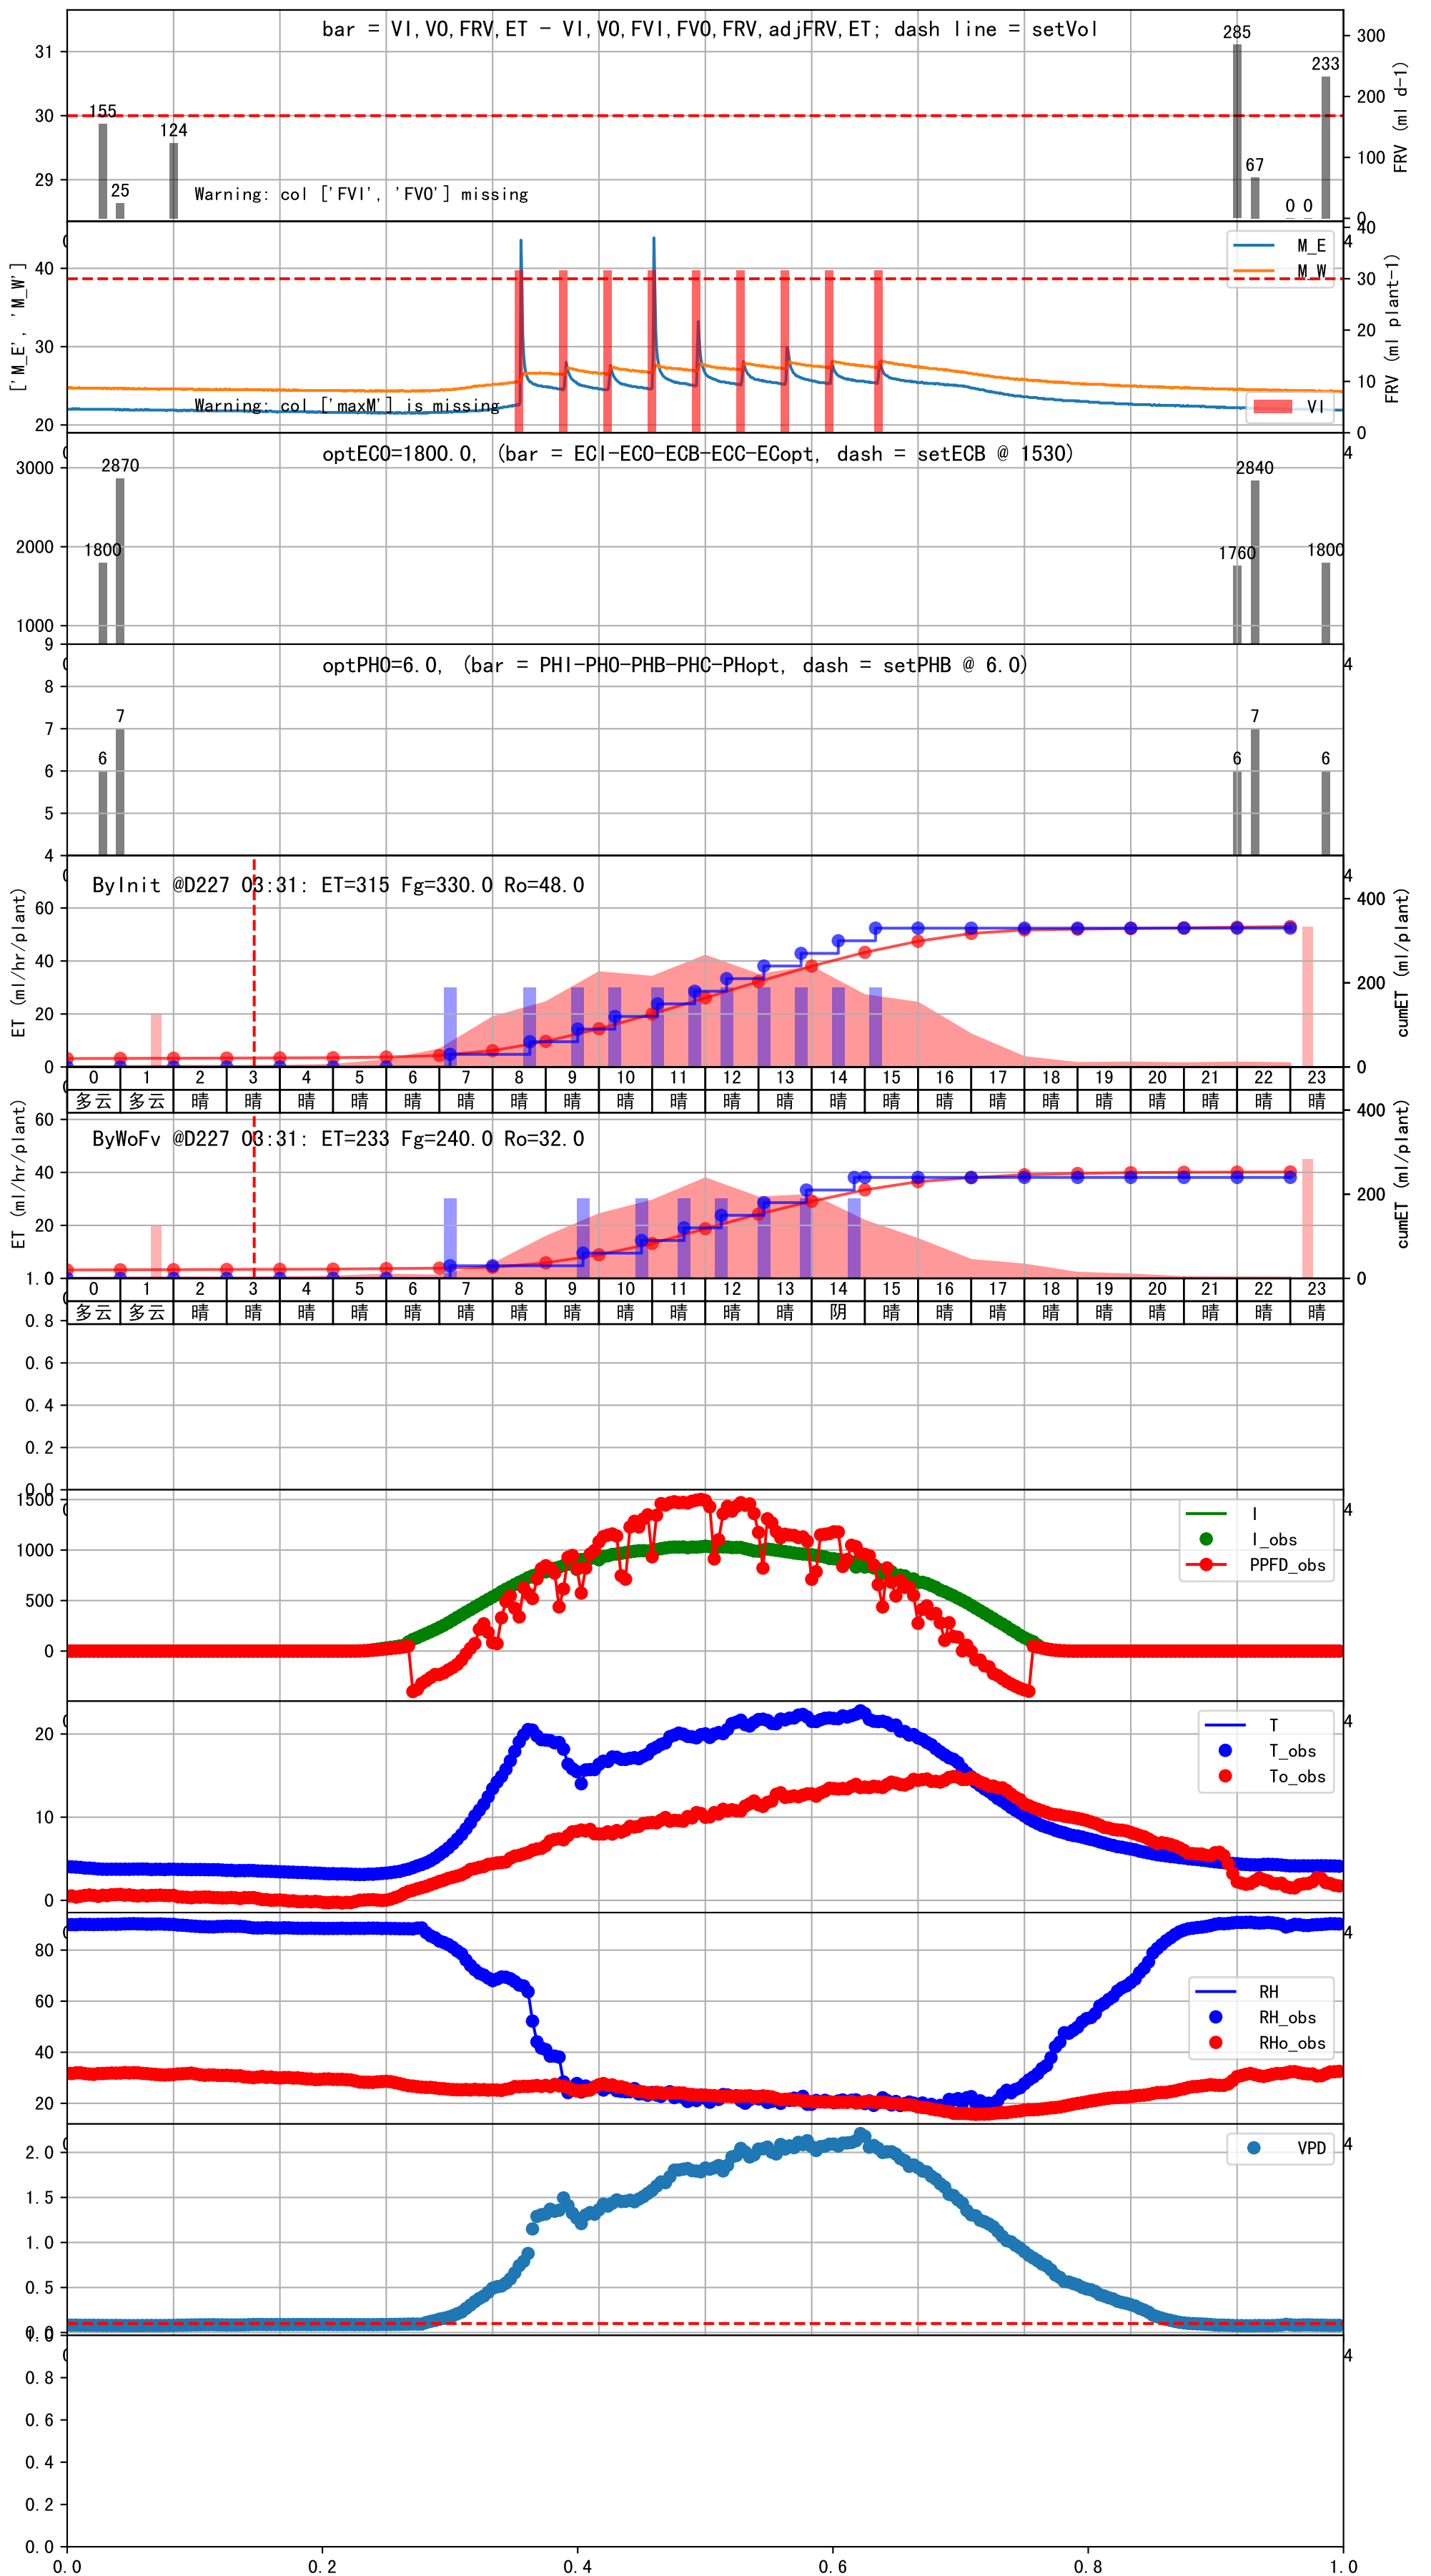 bar = VI,VO,FRV,ET - VI,VO,FVI,FVO,FRV,adjFRV,ET; dash line = setVol
31
30
29
155
25
124
285
67
0 0
233
300
200
100
0
FRV (ml d-1)
Warning: col ['FVI', 'FVO'] missing
['M_E', 'M_W']
40
30
20
M_E
M_W
VI
40
30
20
10
0
FRV (ml plant-1)
Warning: col ['maxM'] is missing
optECO=1800.0, (bar = ECI-ECO-ECB-ECC-ECopt, dash = setECB @ 1530)
3000
2000
1000
1800
2870
1760
2840
1800
4
optPHO=6.0, (bar = PHI-PHO-PHB-PHC-PHopt, dash = setPHB @ 6.0)
9
8
7
6
5
4
6
7
6
7
6
4
ByInit @D227 03:31: ET=315 Fg=330.0 Ro=48.0
ET (ml/hr/plant)
60
40
20
0
400
200
0
cumET (ml/plant)
4
0 1 2 3 4 5 6 7 8 9 10 11 12 13 14 15 16 17 18 19 20 21 22 23
多云 多云 晴 晴 晴 晴 晴 晴 晴 晴 晴 晴 晴 晴 晴 晴 晴 晴 晴 晴 晴 晴 晴 晴
ByWoFv @D227 03:31: ET=233 Fg=240.0 Ro=32.0
ET (ml/hr/plant)
60
40
20
400
200
0
cumET (ml/plant)
0 1 2 3 4 5 6 7 8 9 10 11 12 13 14 15 16 17 18 19 20 21 22 23
多云 多云 晴 晴 晴 晴 晴 晴 晴 晴 晴 晴 晴 晴 阴 晴 晴 晴 晴 晴 晴 晴 晴 晴
1.0
0.8
0.6
0.4
0.2
0.0
1500
1000
500
0
I
I_obs
PPFD_obs
4
20
10
0
T
T_obs
To_obs
4
80
60
40
20
RH
RH_obs
RHo_obs
4
2.0
1.5
1.0
0.5
0.0
VPD
4
1.0
0.8
0.6
0.4
0.2
0.0
4
0.0 0.2 0.4 0.6 0.8 1.0